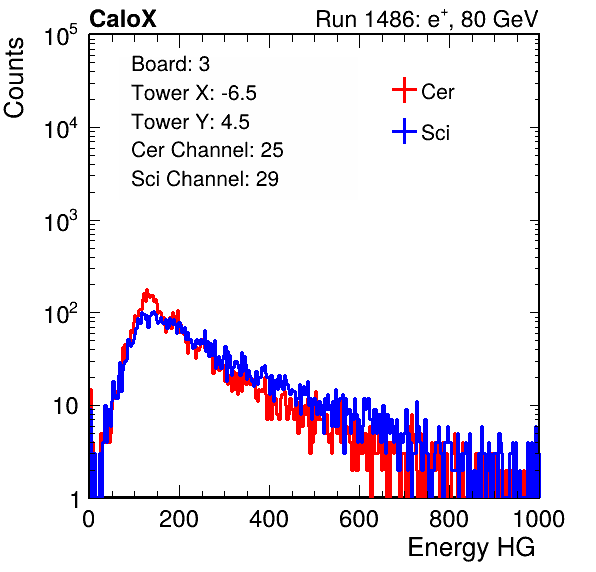 CaloX Run 1486: e⁺, 80 GeV
Counts
Board: 3
Tower X: -6.5
Tower Y: 4.5
Cer Channel: 25
Sci Channel: 29
Cer
Sci
10⁵
10⁴
10³
10²
10
1
0 200 400 600 800 1000
Energy HG